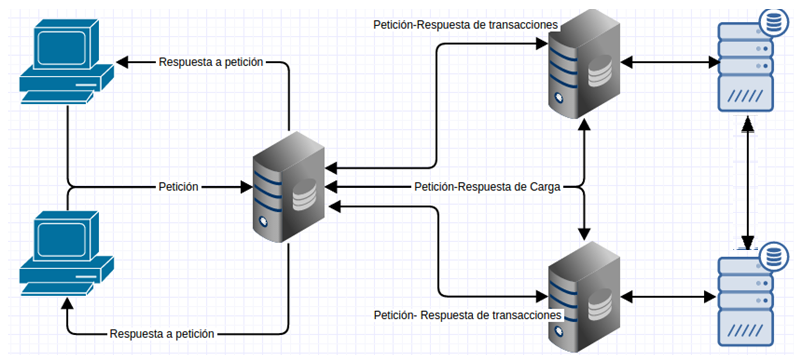 Petición-Respuesta de transacciones
Respuesta a petición
Petición
Petición-Respuesta de Carga
Petición- Respuesta de transacciones
Respuesta a petición